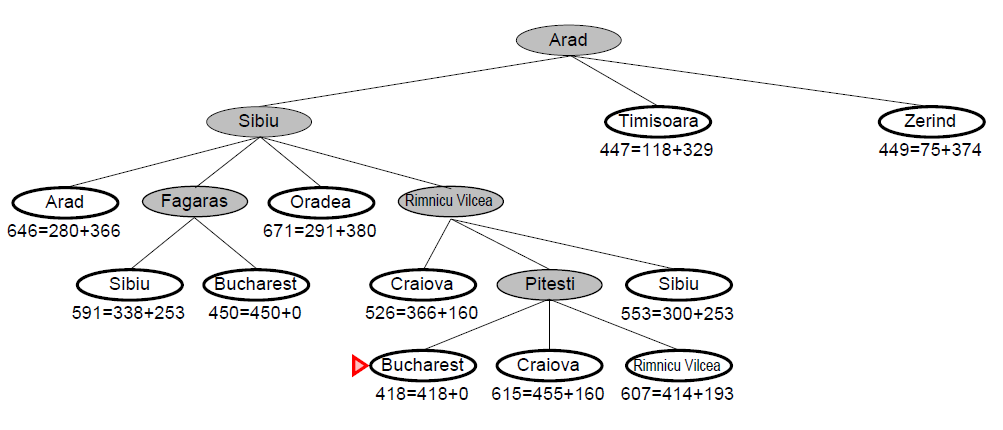 Arad
Sibiu
Timisoara
Zerind
447=118+329
449=75+374
Arad
Fagaras
Oradea
Rimnicu Vilcea
646=280+366
671=291+380
Sibiu
Bucharest
Craiova
Pitesti
Sibiu
591=338+253
450=450+0
526=366+160
553=300+253
Bucharest
Craiova
Rimnicu Vilcea
418=418+0
615=455+160
607=414+193